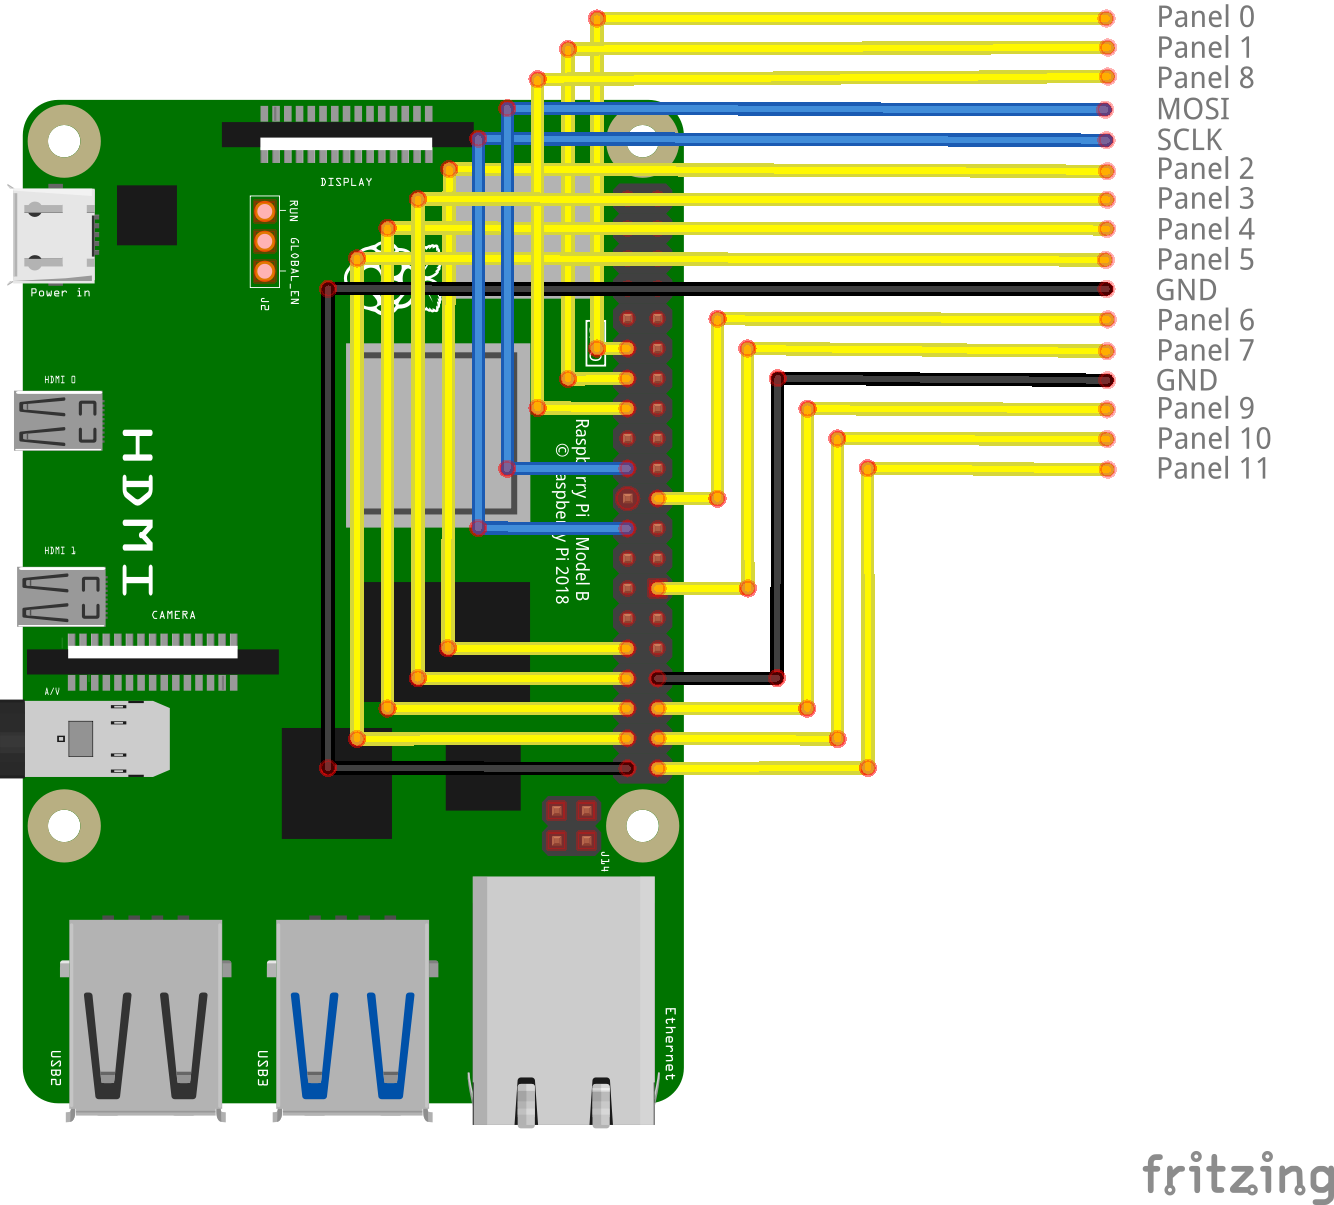 Panel 0
Panel 1
Panel 8
MOSI
SCLK
Panel 2
Panel 3
Panel 4
Panel 5
GND
Panel 6
Panel 7
GND
Panel 9
Panel 10
Panel 11
DISPLAY
RUN
GLOBAL_EN
J2
Power in
HDMI 0
HDMI
HDMI 1
CAMERA
A/V
Pi Model B
Pi 2018
J14
USB2
USB3
Ethernet
fritzing